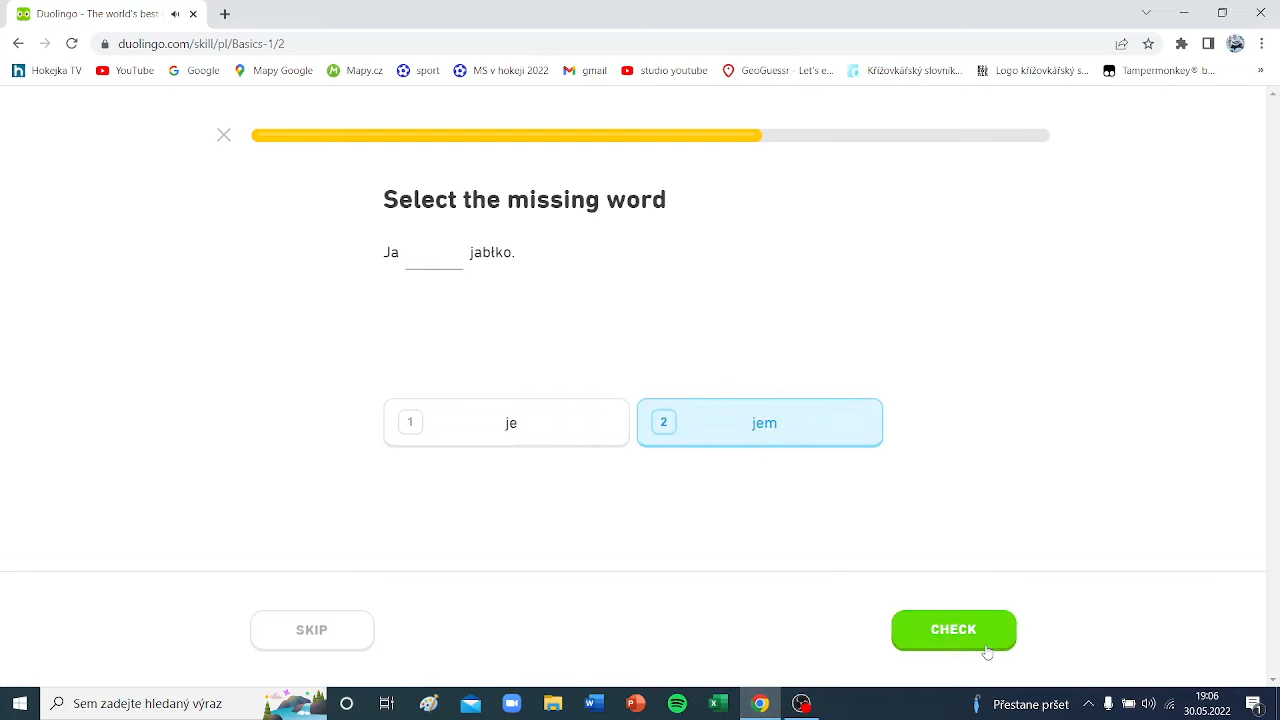 Duolingo - The world's best
duolingo.com/skill/pl/Basics-1/2
Hokejka TV YouTube Google Mapy Google Mapy.cz sport MS v hokeji 2022 gmail studio youtube GeoGuessr - Let's e... Křížovkářský slovník... Logo křížovkářský s... Tampermonkey® b... »
Select the missing word
Ja ______ jabłko.
1 je
2 jem
SKIP
CHECK
Sem zadejte hledaný výraz
Začne pršet
19:06
30.05.2022